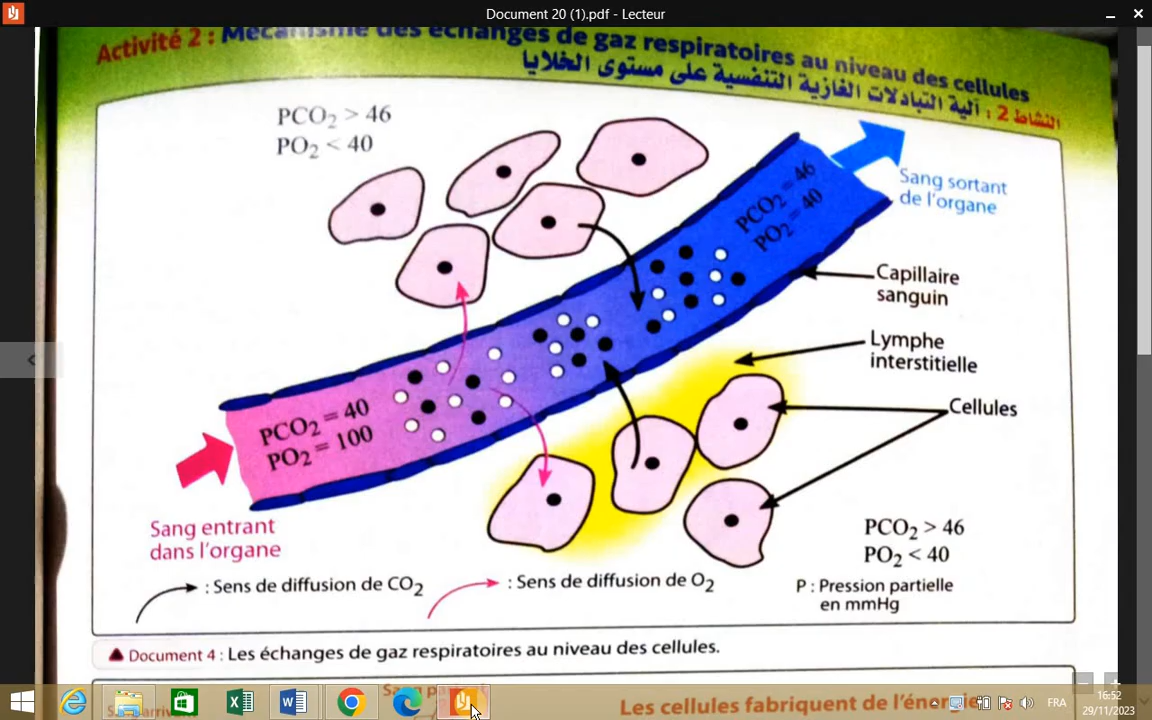 Document 20 (1).pdf - Lecteur
Activité 2 : Mécanisme des échanges de gaz respiratoires au niveau des cellules
النشاط 2 : آلية التبادلات الغازية التنفسية على مستوى الخلايا
PCO₂ > 46
PO₂ < 40
PCO₂ = 46
PO₂ = 40
Sang sortant
de l'organe
Capillaire
sanguin
Lymphe
interstitielle
Cellules
PCO₂ = 40
PO₂ = 100
Sang entrant
dans l'organe
PCO₂ > 46
PO₂ < 40
: Sens de diffusion de CO₂
: Sens de diffusion de O₂
P : Pression partielle
en mmHg
Document 4 : Les échanges de gaz respiratoires au niveau des cellules.
Les cellules fabriquent de l'énergie
FRA
16:52
29/11/2023